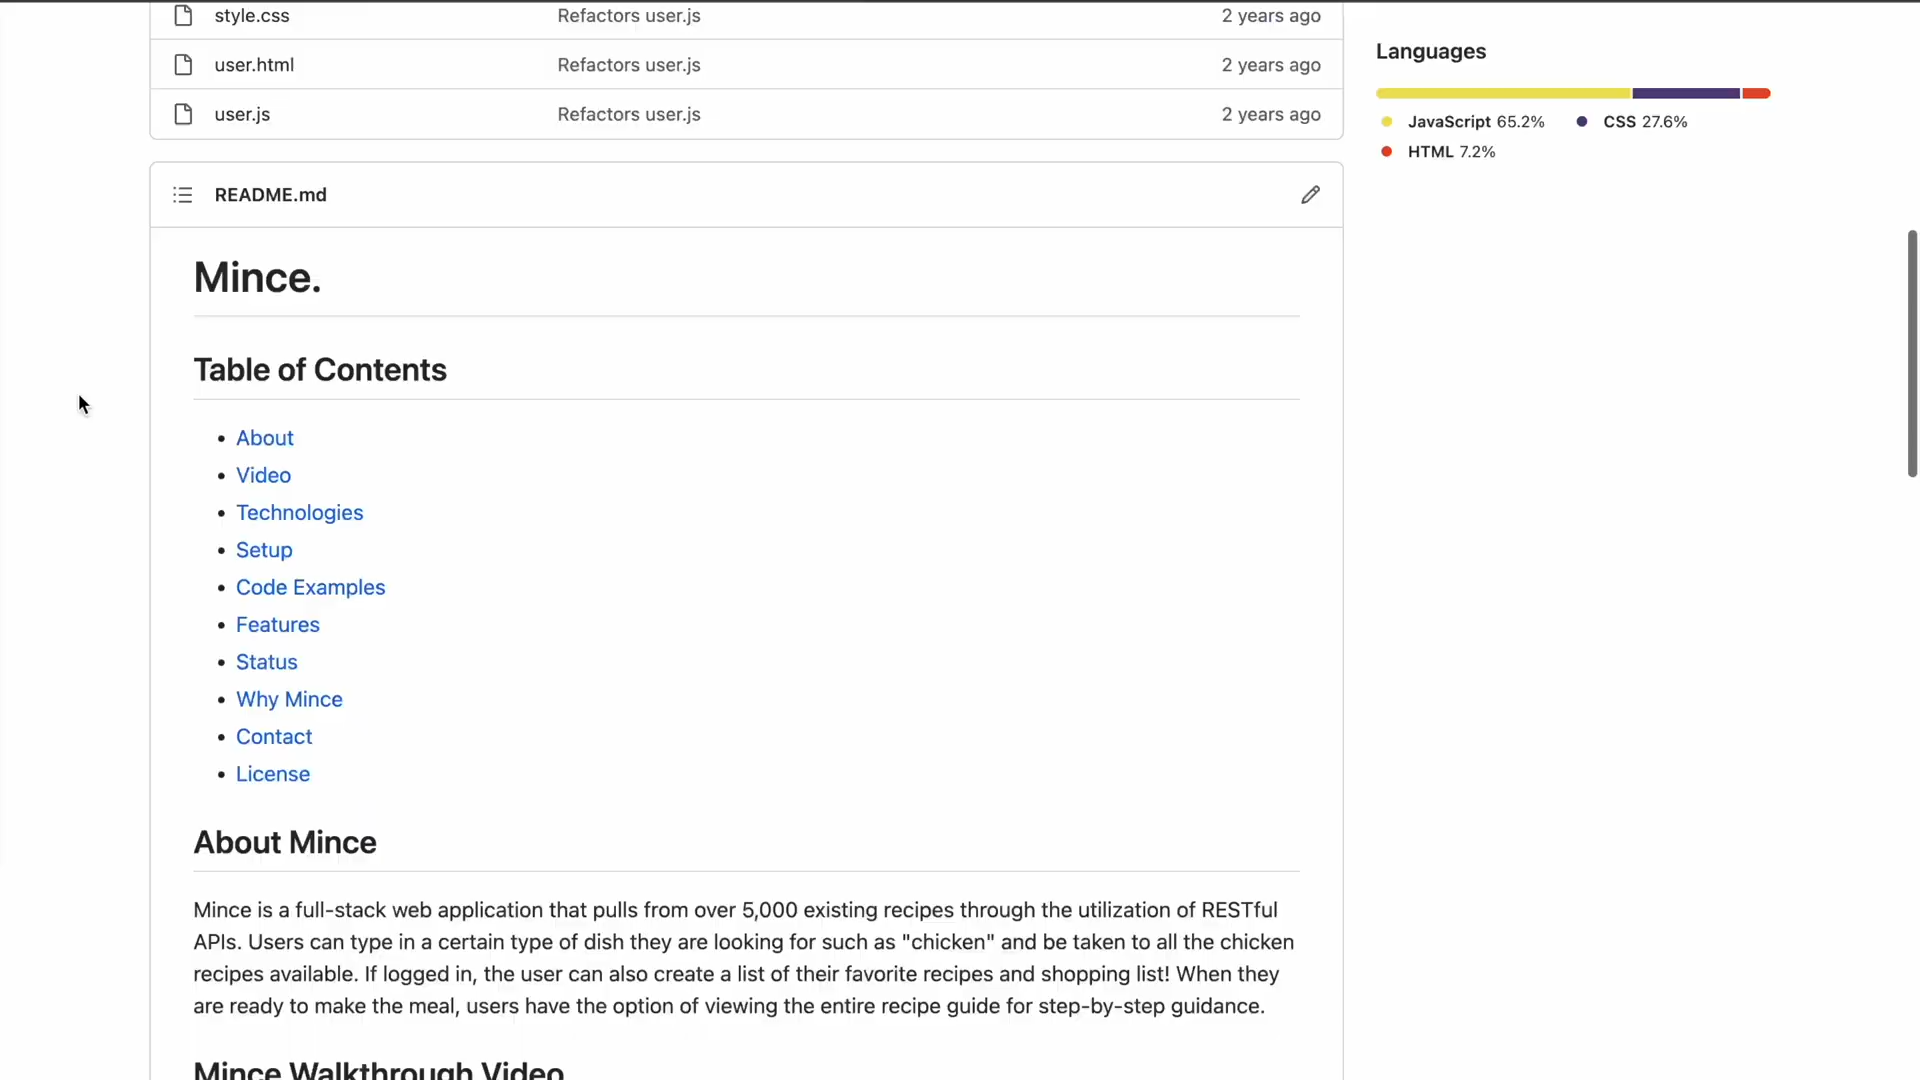 style.css Refactors user.js 2 years ago
user.html Refactors user.js 2 years ago
user.js Refactors user.js 2 years ago
Languages
JavaScript 65.2% CSS 27.6%
HTML 7.2%
README.md
Mince.
Table of Contents
About
Video
Technologies
Setup
Code Examples
Features
Status
Why Mince
Contact
License
About Mince
Mince is a full-stack web application that pulls from over 5,000 existing recipes through the utilization of RESTful
APIs. Users can type in a certain type of dish they are looking for such as "chicken" and be taken to all the chicken
recipes available. If logged in, the user can also create a list of their favorite recipes and shopping list! When they
are ready to make the meal, users have the option of viewing the entire recipe guide for step-by-step guidance.
Mince Walkthrough Video